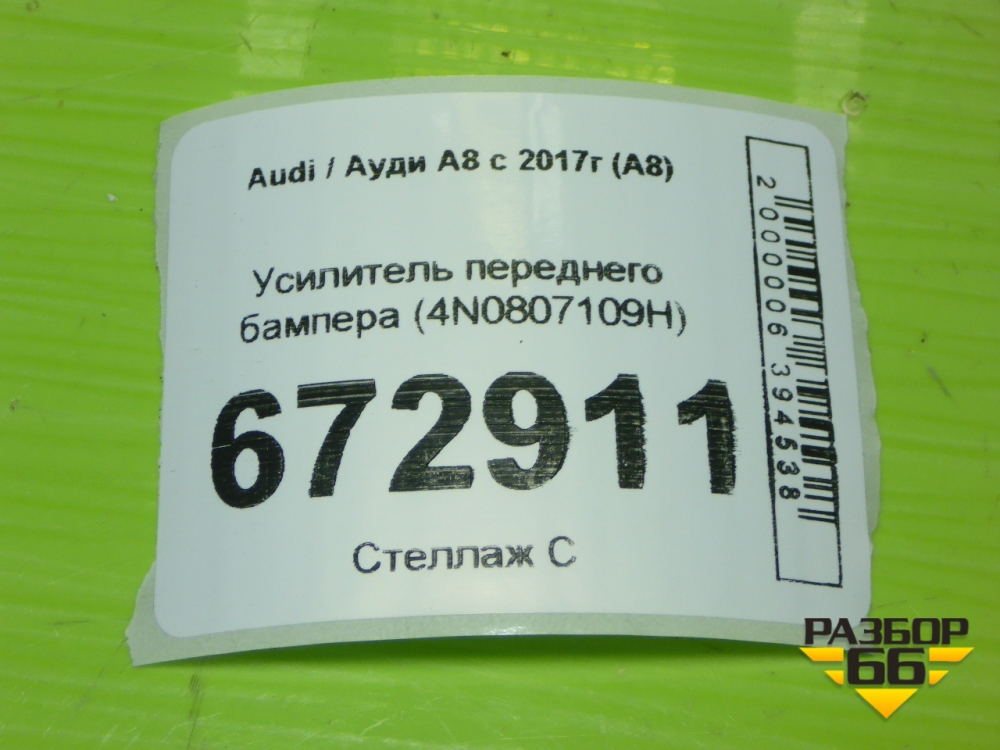 Audi / Ауди А8 с 2017г (А8)
Усилитель переднего
бампера (4N0807109H)
672911
Стеллаж С
2000006394538
РАЗБОР
66